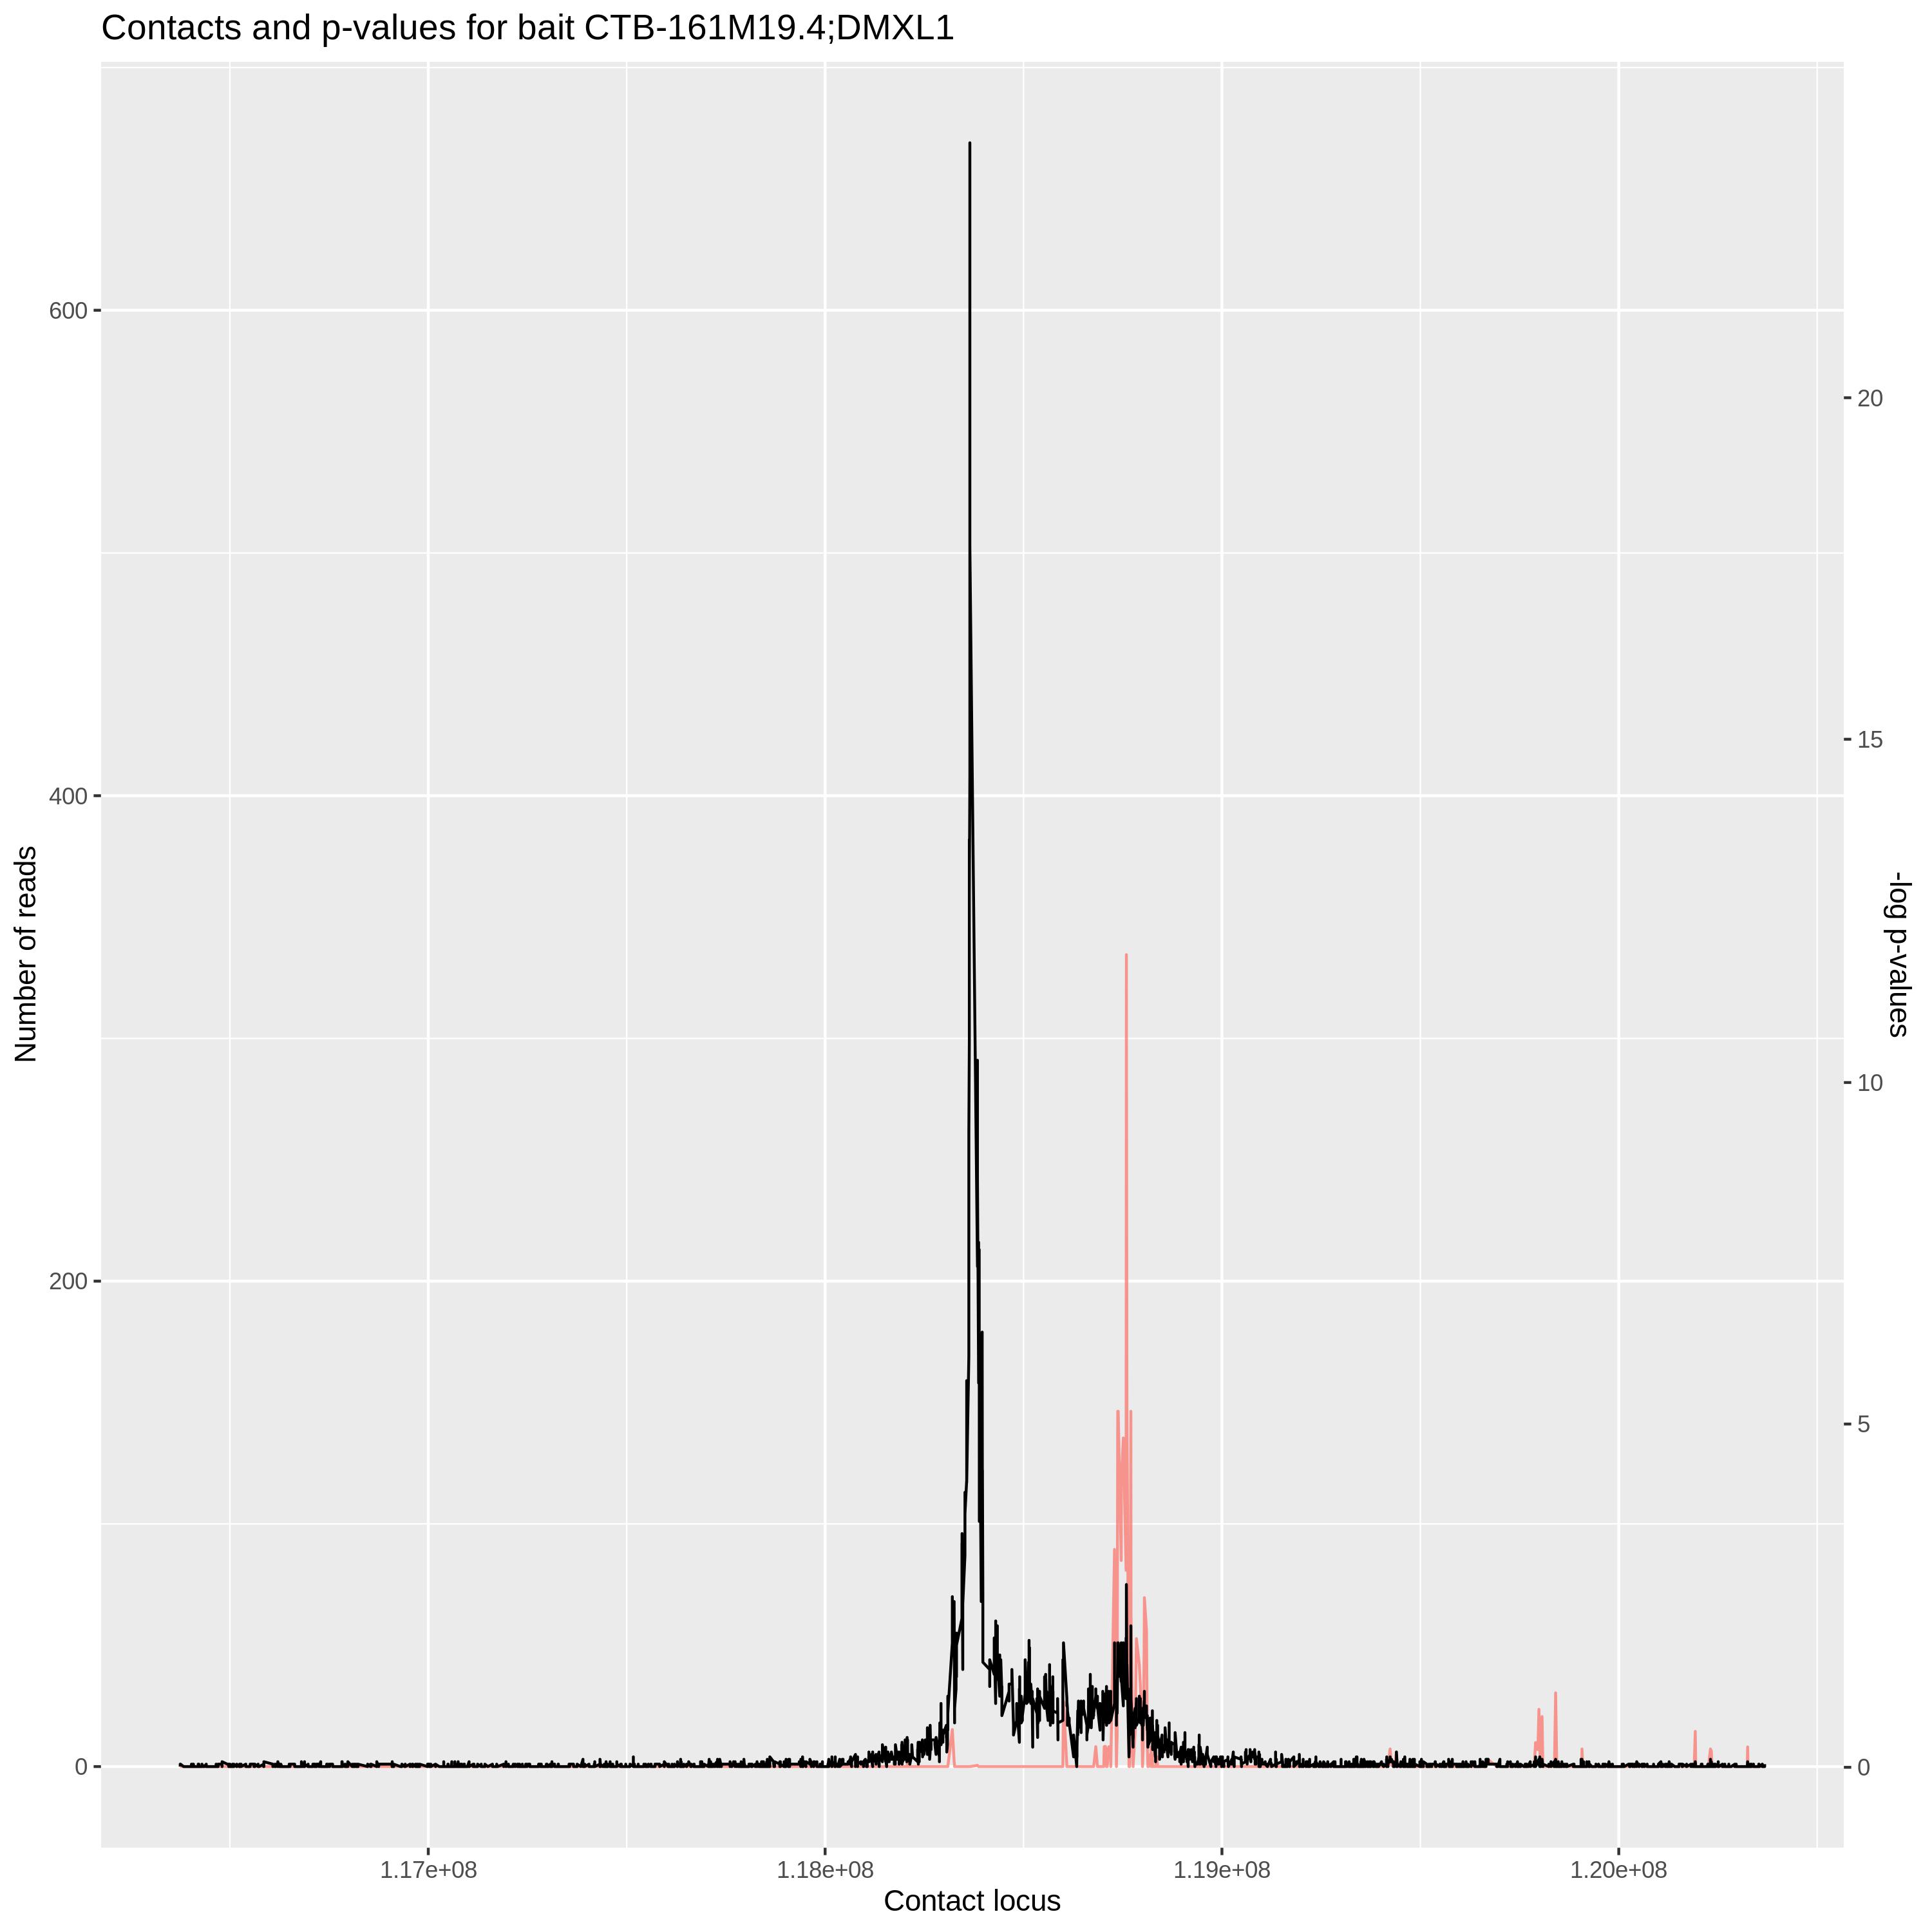 Contacts and p-values for bait CTB-161M19.4;DMXL1
600
400
200
0
Number of reads
20
15
10
5
0
-log p-values
1.17e+08
1.18e+08
1.19e+08
1.20e+08
Contact locus